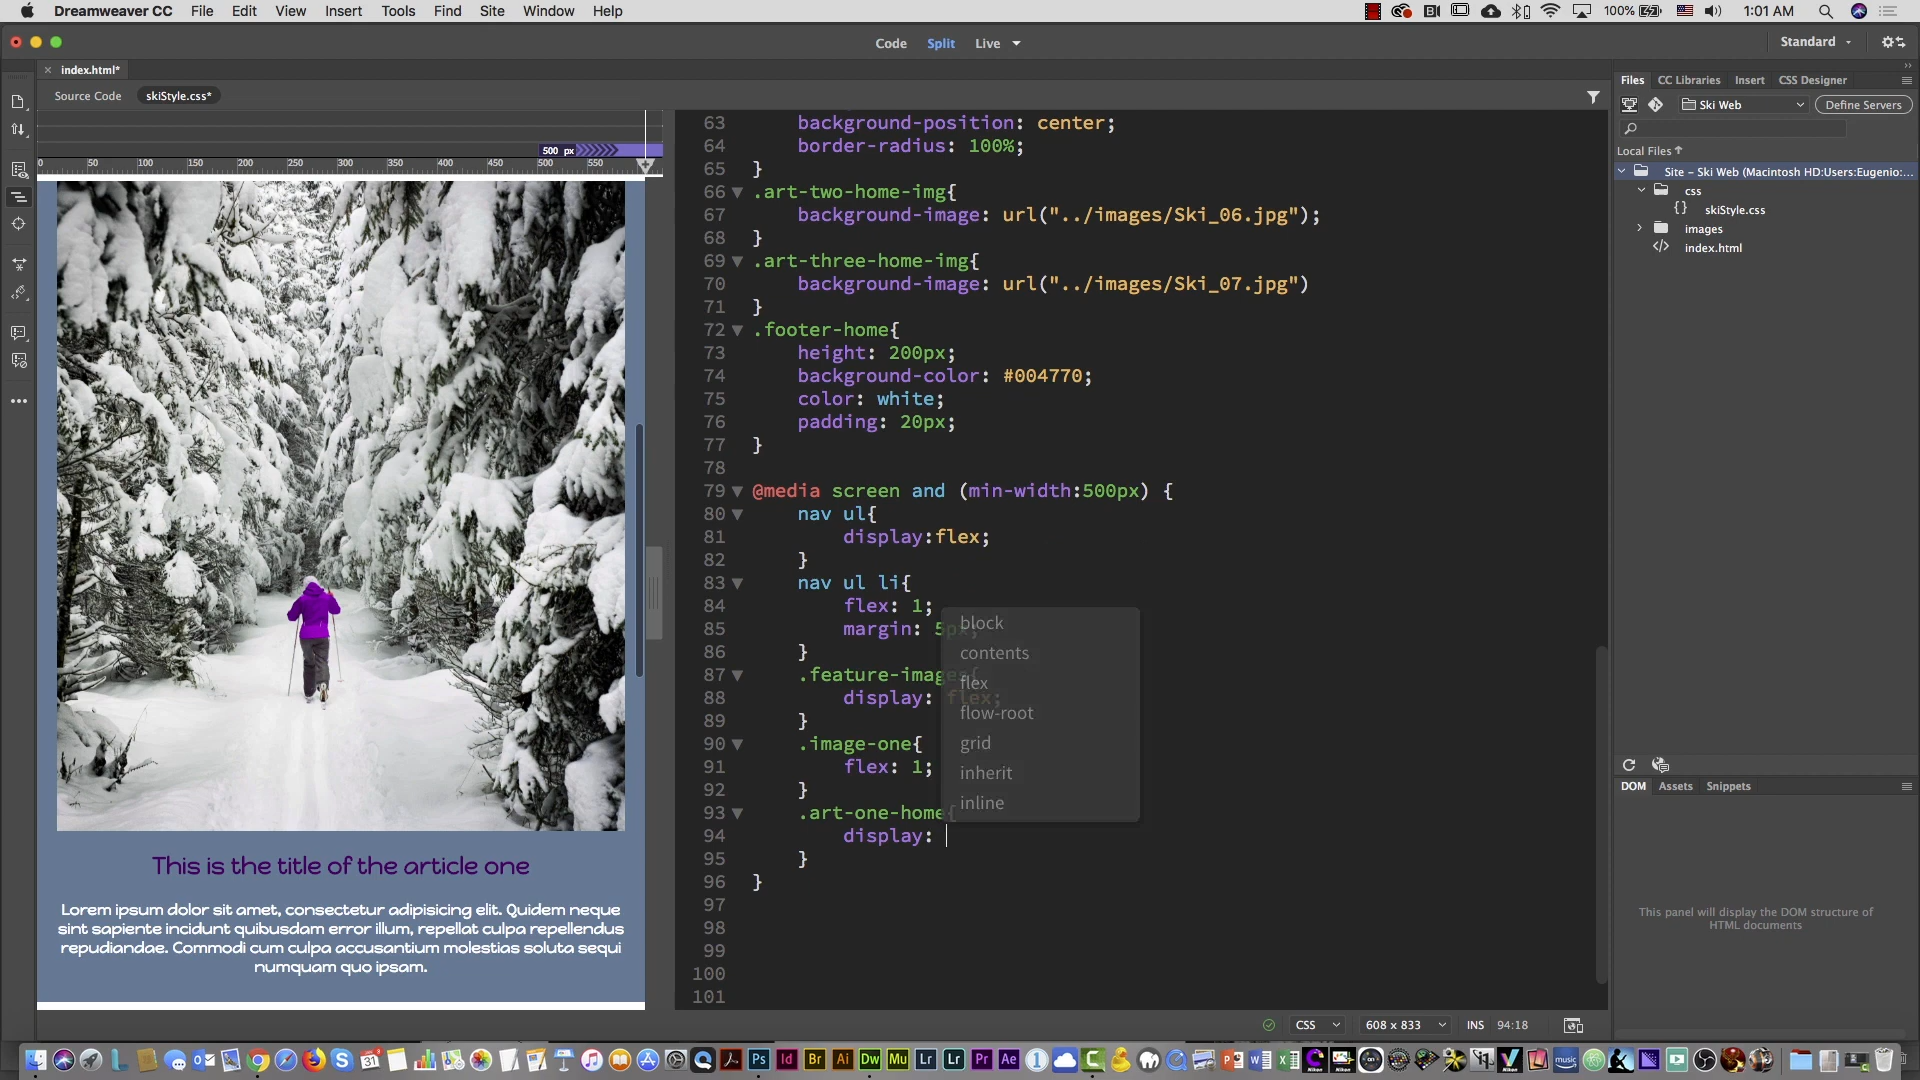 Dreamweaver CC File Edit View Insert Tools Find Site Window Help 100% 1:01 AM
Code Split Live Standard
index.html*
Source Code skiStyle.css*
500 px
0 50 100 150 200 250 300 350 400 450 500 550
This is the title of the article one
Lorem ipsum dolor sit amet, consectetur adipisicing elit. Quidem neque
sint sapiente incidunt quibusdam error illum, repellat culpa repellendus
repudiandae. Commodi cum culpa accusantium molestias soluta sequi
numquam quo ipsam.
63 background-position: center;
64 border-radius: 100%;
65 }
66 .art-two-home-img{
67 background-image: url("../images/Ski_06.jpg");
68 }
69 .art-three-home-img{
70 background-image: url("../images/Ski_07.jpg")
71 }
72 .footer-home{
73 height: 200px;
74 background-color: #004770;
75 color: white;
76 padding: 20px;
77 }
78
79 @media screen and (min-width:500px) {
80 nav ul{
81 display:flex;
82 }
83 nav ul li{
84 flex: 1;
85 margin: 5px;
86 }
87 .feature-images{
88 display: flex;
89 }
90 .image-one{
91 flex: 1;
92 }
93 .art-one-home{
94 display:
95 }
96 }
97
98
99
100
101
block
contents
flex
flow-root
grid
inherit
inline
CSS 608 x 833 INS 94:18
Files CC Libraries Insert CSS Designer
Ski Web Define Servers
Local Files
Site – Ski Web (Macintosh HD:Users:Eugenio:...
css
skiStyle.css
images
index.html
DOM Assets Snippets
This panel will display the DOM structure of
HTML documents